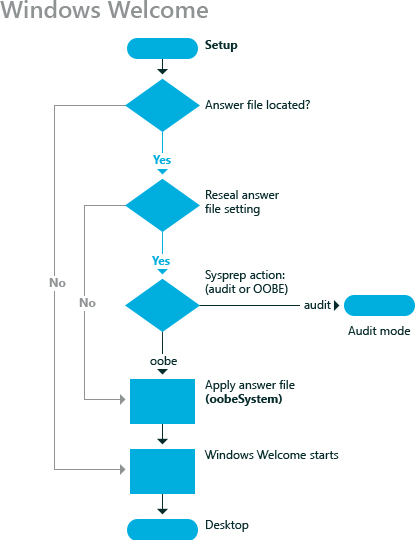 Windows Welcome
Setup
Answer file located?
Yes
Reseal answer
file setting
Yes
No
No
Sysprep action:
(audit or OOBE)
audit
Audit mode
oobe
Apply answer file
(oobeSystem)
Windows Welcome starts
Desktop